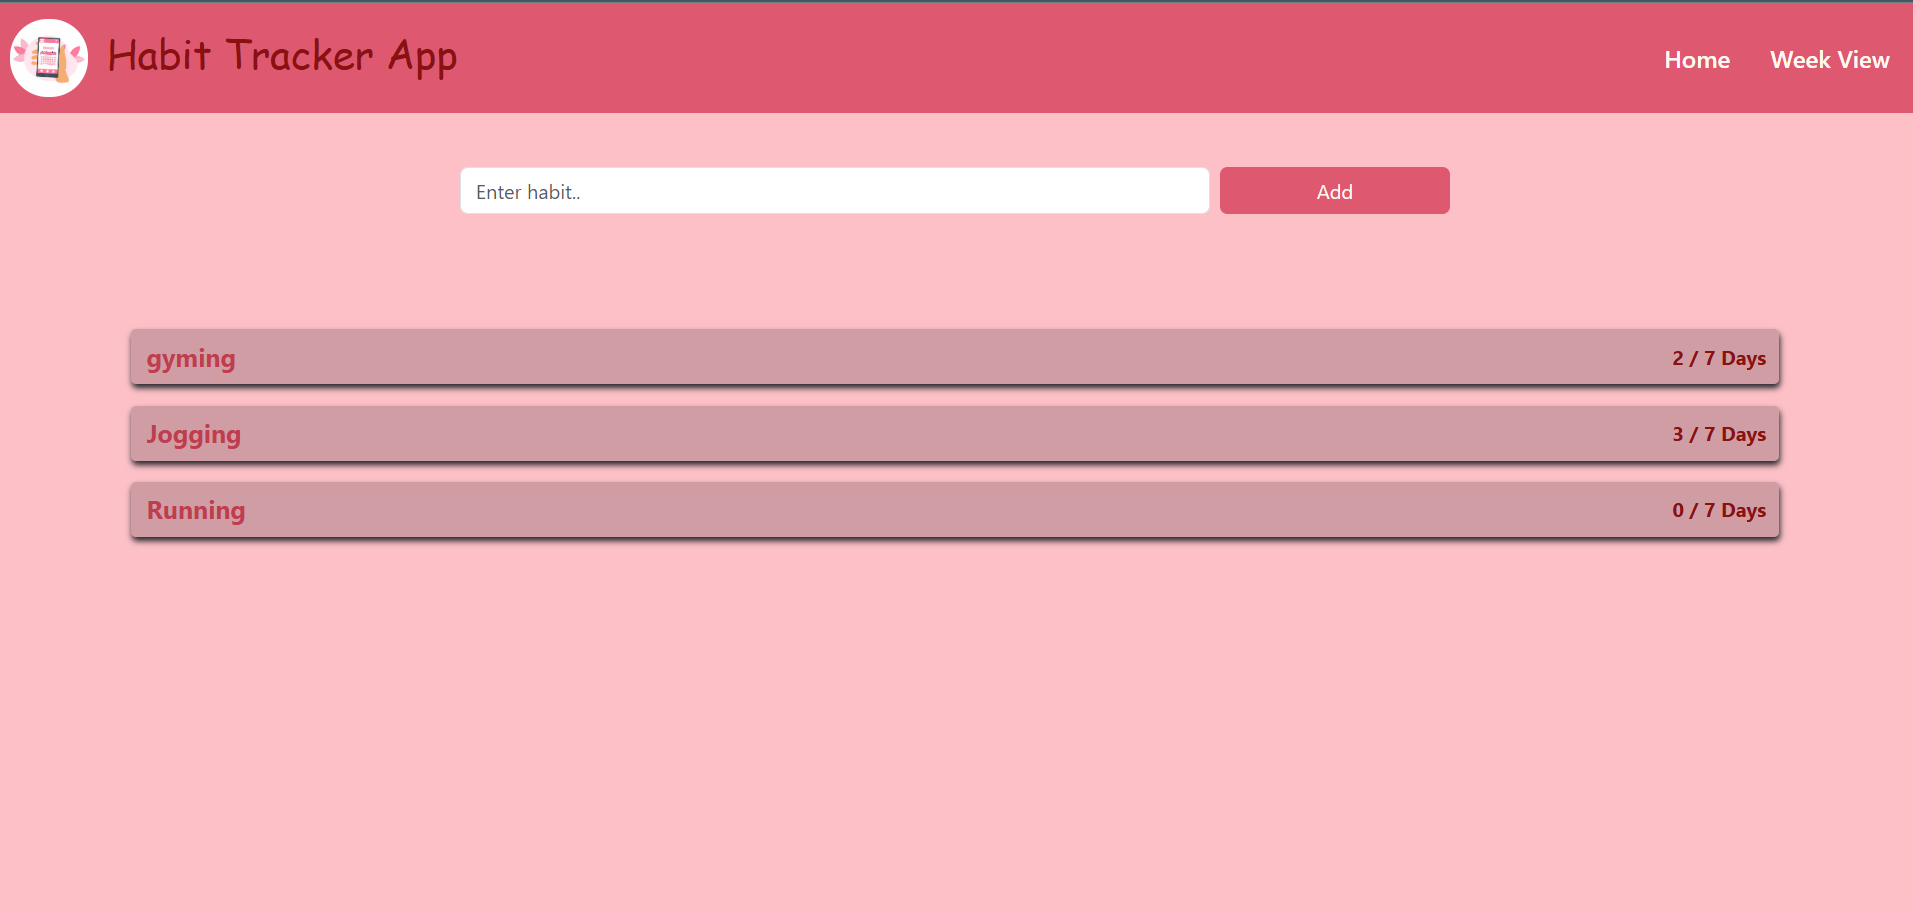 Habit Tracker App
Home Week View
Enter habit.. Add
gyming 2 / 7 Days
Jogging 3 / 7 Days
Running 0 / 7 Days